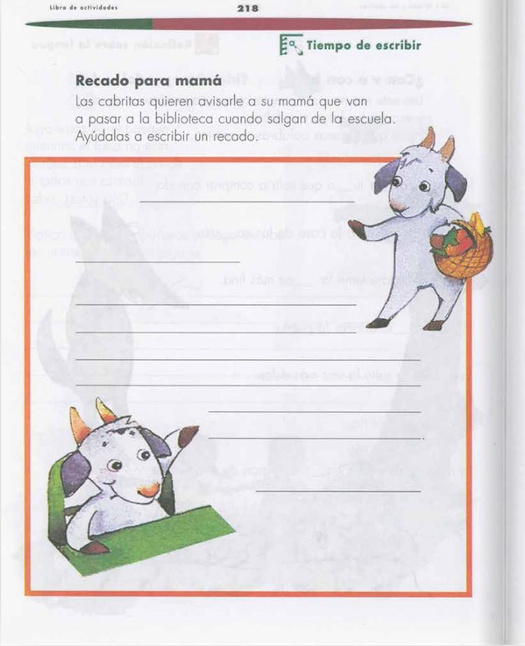 Libro de actividades
218
Tiempo de escribir
Recado para mamá
Las cabritas quieren avisarle a su mamá que van
a pasar a la biblioteca cuando salgan de la escuela.
Ayúdalas a escribir un recado.